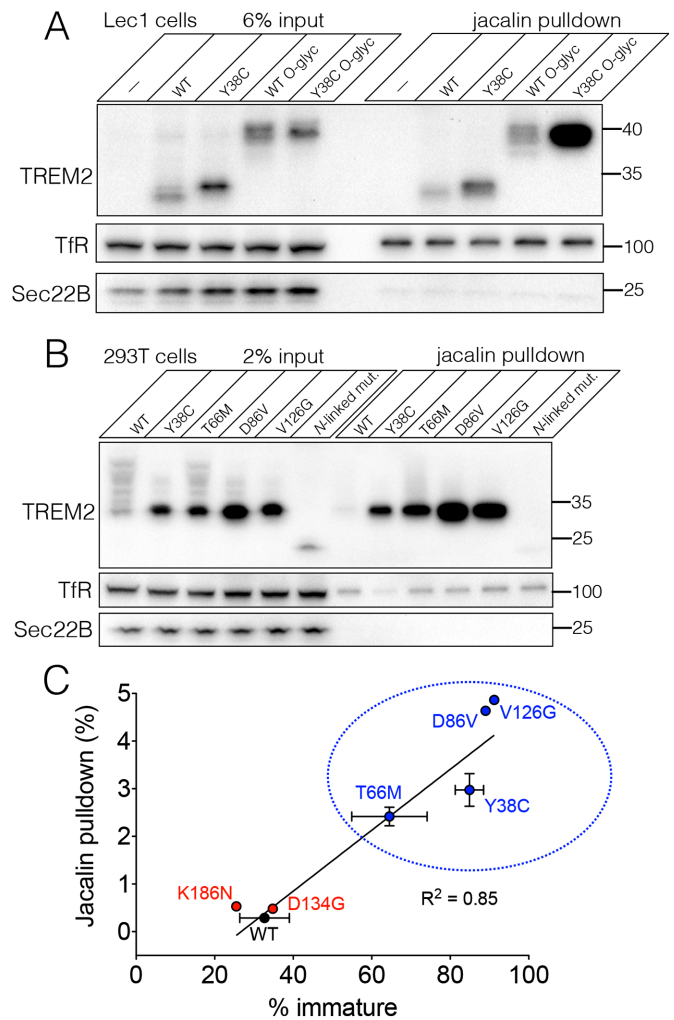 A
Lec1 cells 6% input jacalin pulldown
– WT Y38C WT O-glyc Y38C O-glyc – WT Y38C WT O-glyc Y38C O-glyc
40
35
TREM2
TfR
100
Sec22B
25
B
293T cells 2% input jacalin pulldown
WT Y38C T66M D86V V126G N-linked mut. WT Y38C T66M D86V V126G N-linked mut.
TREM2
35
25
TfR
100
Sec22B
25
C
Jacalin pulldown (%)
5
4
3
2
1
0
D86V V126G
T66M
Y38C
K186N
D134G
WT
R² = 0.85
0 20 40 60 80 100
% immature